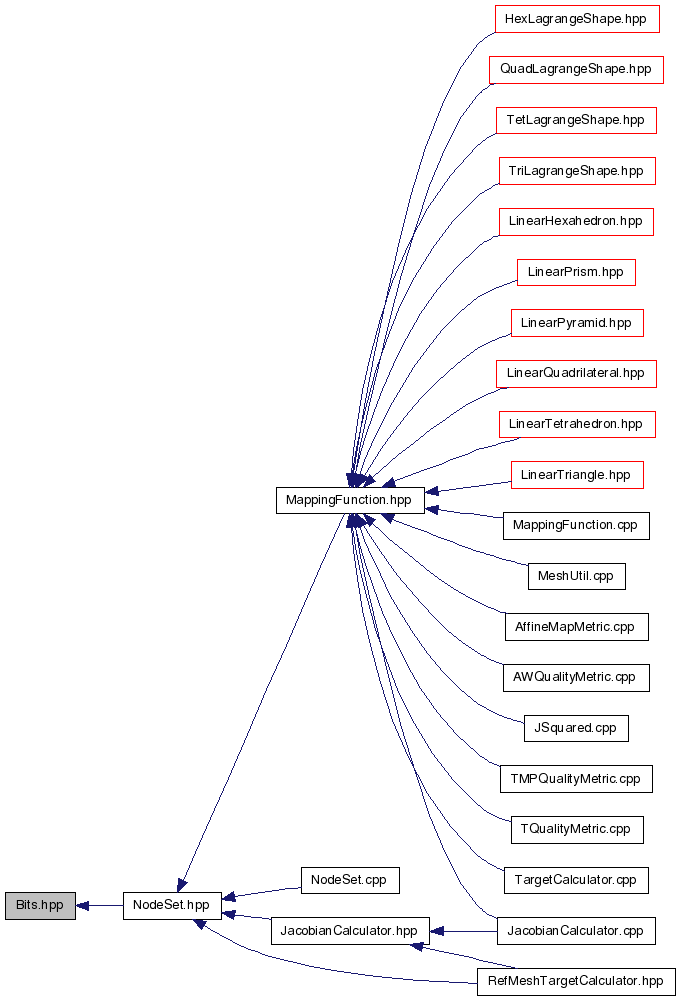 HexLagrangeShape.hpp
QuadLagrangeShape.hpp
TetLagrangeShape.hpp
TriLagrangeShape.hpp
LinearHexahedron.hpp
LinearPrism.hpp
LinearPyramid.hpp
LinearQuadrilateral.hpp
LinearTetrahedron.hpp
LinearTriangle.hpp
MappingFunction.hpp
MappingFunction.cpp
MeshUtil.cpp
AffineMapMetric.cpp
AWQualityMetric.cpp
JSquared.cpp
TMPQualityMetric.cpp
TQualityMetric.cpp
TargetCalculator.cpp
NodeSet.cpp
Bits.hpp
NodeSet.hpp
JacobianCalculator.hpp
JacobianCalculator.cpp
RefMeshTargetCalculator.hpp